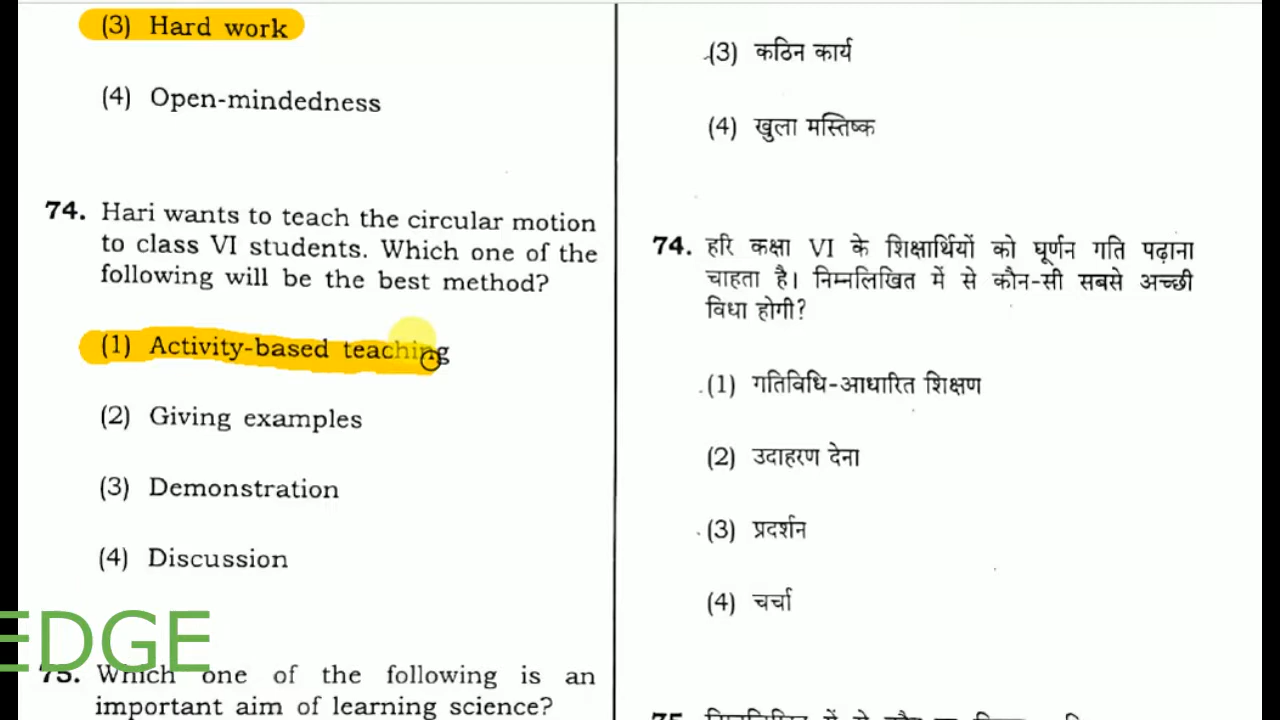 (3) Hard work
(4) Open-mindedness
74. Hari wants to teach the circular motion
to class VI students. Which one of the
following will be the best method?
(1) Activity-based teaching
(2) Giving examples
(3) Demonstration
(4) Discussion
75. Which one of the following is an
important aim of learning science?
EDGE
(3) कठिन कार्य
(4) खुला मस्तिष्क
74. हरि कक्षा VI के शिक्षार्थियों को घूर्णन गति पढ़ाना
चाहता है। निम्नलिखित में से कौन-सी सबसे अच्छी
विधा होगी?
(1) गतिविधि-आधारित शिक्षण
(2) उदाहरण देना
(3) प्रदर्शन
(4) चर्चा
75.